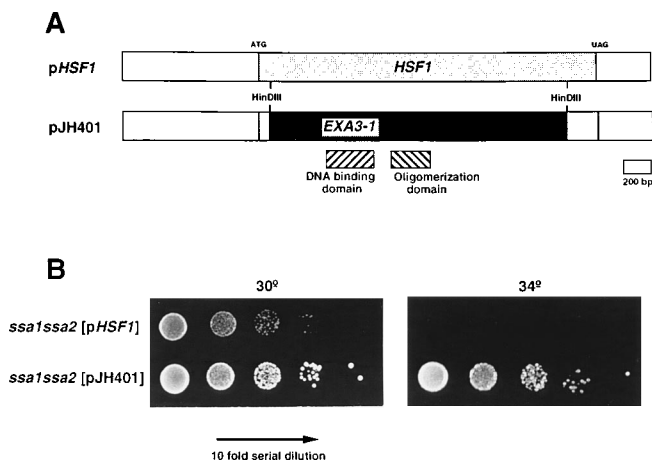 A
ATG UAG
pHSF1 HSF1
HinDIII HinDIII
pJH401 EXA3-1
DNA binding domain
Oligomerization domain
200 bp
B
30º 34º
ssa1ssa2 [pHSF1]
ssa1ssa2 [pJH401]
10 fold serial dilution